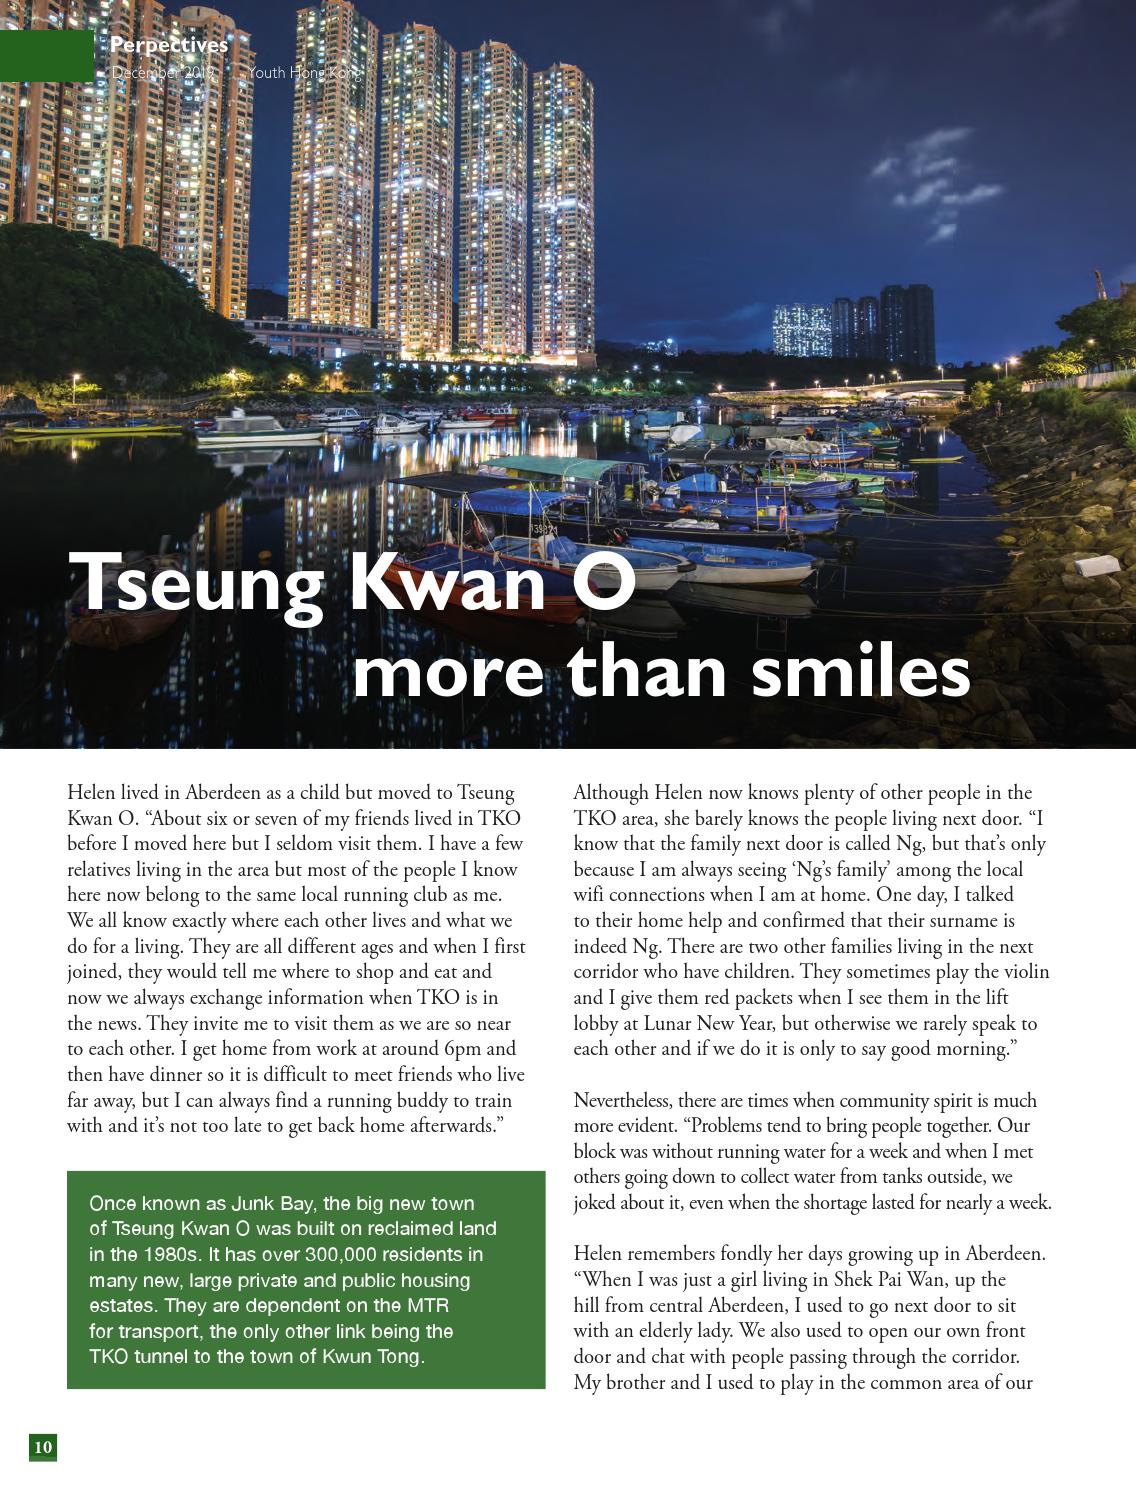 Perpectives
December 2019 Youth Hong Kong
Tseung Kwan O
more than smiles
Helen lived in Aberdeen as a child but moved to Tseung
Kwan O. “About six or seven of my friends lived in TKO
before I moved here but I seldom visit them. I have a few
relatives living in the area but most of the people I know
here now belong to the same local running club as me.
We all know exactly where each other lives and what we
do for a living. They are all different ages and when I first
joined, they would tell me where to shop and eat and
now we always exchange information when TKO is in
the news. They invite me to visit them as we are so near
to each other. I get home from work at around 6pm and
then have dinner so it is difficult to meet friends who live
far away, but I can always find a running buddy to train
with and it’s not too late to get back home afterwards.”
Once known as Junk Bay, the big new town
of Tseung Kwan O was built on reclaimed land
in the 1980s. It has over 300,000 residents in
many new, large private and public housing
estates. They are dependent on the MTR
for transport, the only other link being the
TKO tunnel to the town of Kwun Tong.
Although Helen now knows plenty of other people in the
TKO area, she barely knows the people living next door. “I
know that the family next door is called Ng, but that’s only
because I am always seeing ‘Ng’s family’ among the local
wifi connections when I am at home. One day, I talked
to their home help and confirmed that their surname is
indeed Ng. There are two other families living in the next
corridor who have children. They sometimes play the violin
and I give them red packets when I see them in the lift
lobby at Lunar New Year, but otherwise we rarely speak to
each other and if we do it is only to say good morning.”
Nevertheless, there are times when community spirit is much
more evident. “Problems tend to bring people together. Our
block was without running water for a week and when I met
others going down to collect water from tanks outside, we
joked about it, even when the shortage lasted for nearly a week.
Helen remembers fondly her days growing up in Aberdeen.
“When I was just a girl living in Shek Pai Wan, up the
hill from central Aberdeen, I used to go next door to sit
with an elderly lady. We also used to open our own front
door and chat with people passing through the corridor.
My brother and I used to play in the common area of our
10